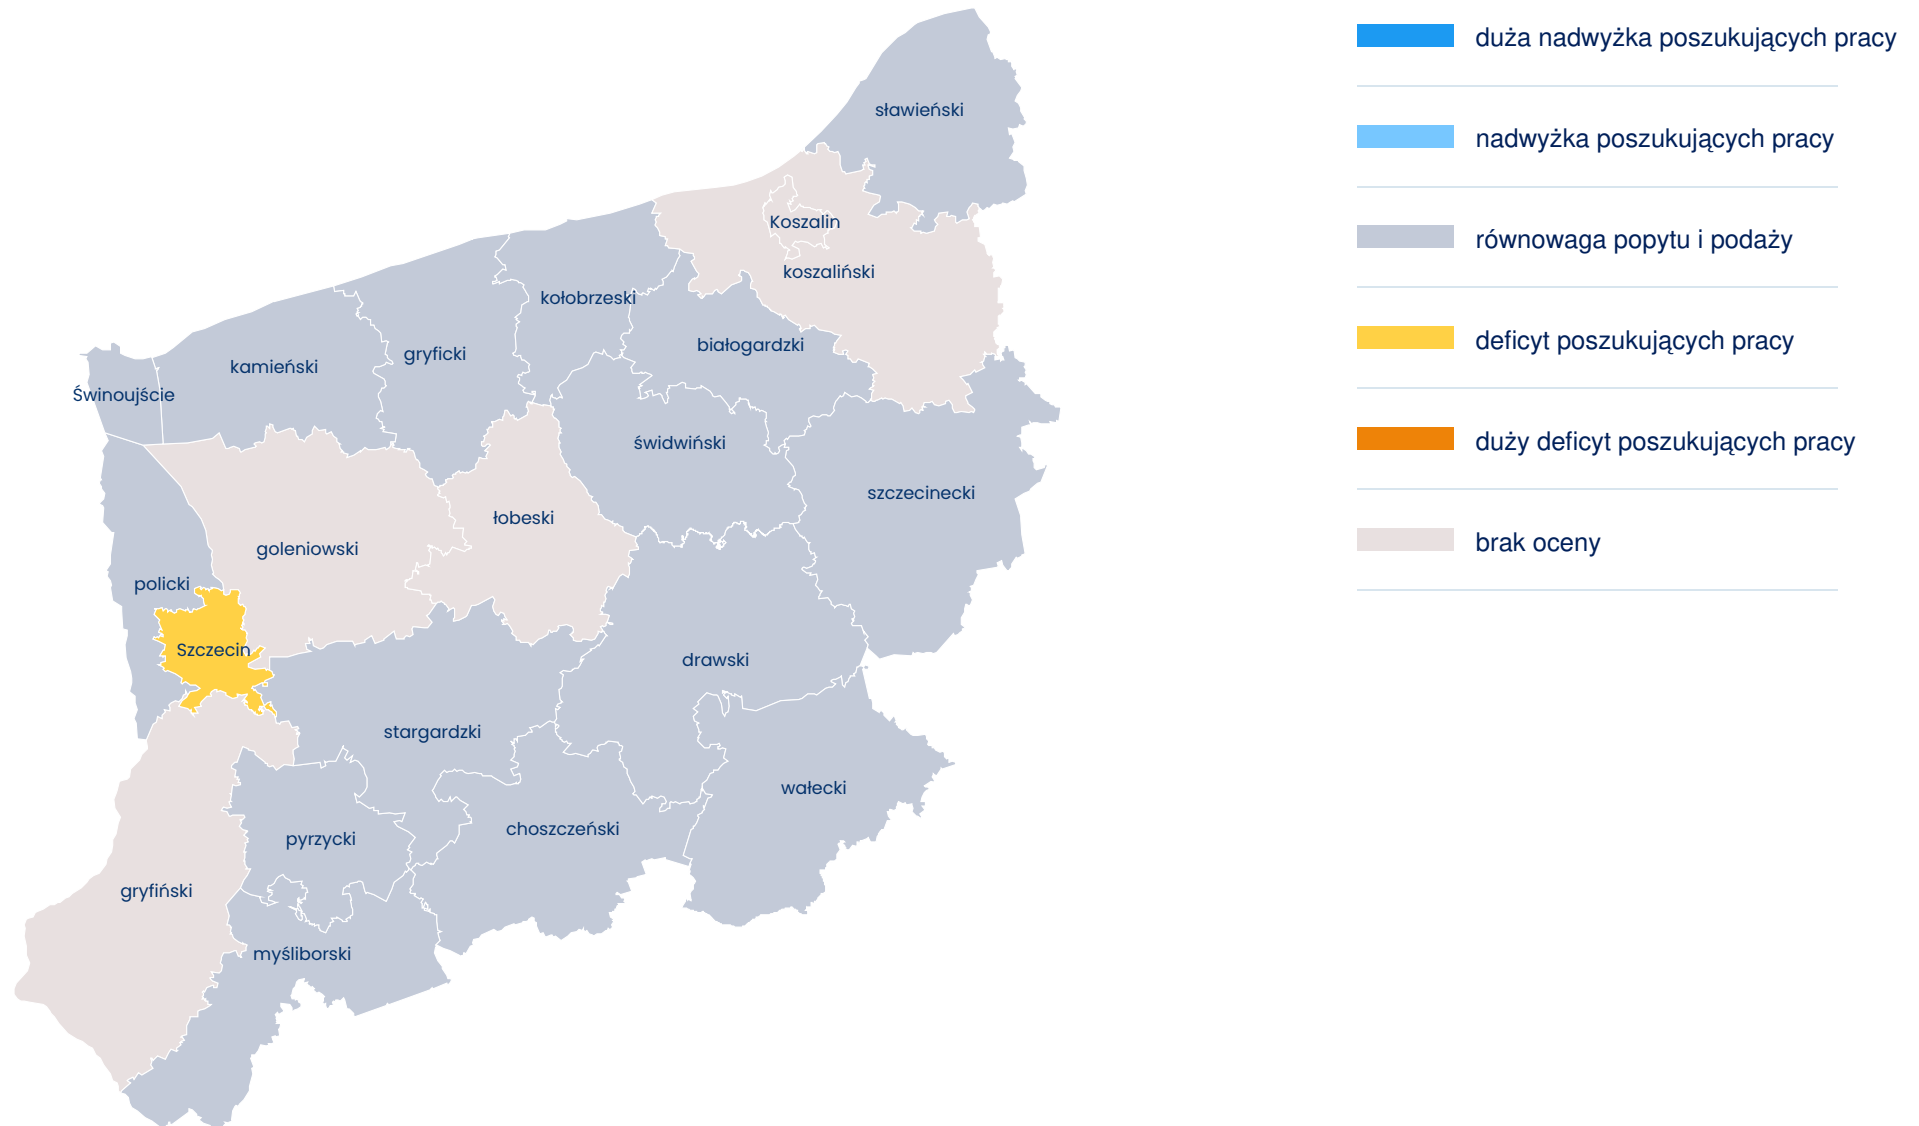 sławieński
Koszalin
koszaliński
kołobrzeski
białogardzki
gryficki
kamieński
Świnoujście
świdwiński
szczecinecki
łobeski
goleniowski
policki
Szczecin
drawski
stargardzki
wałecki
choszczeński
pyrzycki
gryfiński
myśliborski
duża nadwyżka poszukujących pracy
nadwyżka poszukujących pracy
równowaga popytu i podaży
deficyt poszukujących pracy
duży deficyt poszukujących pracy
brak oceny